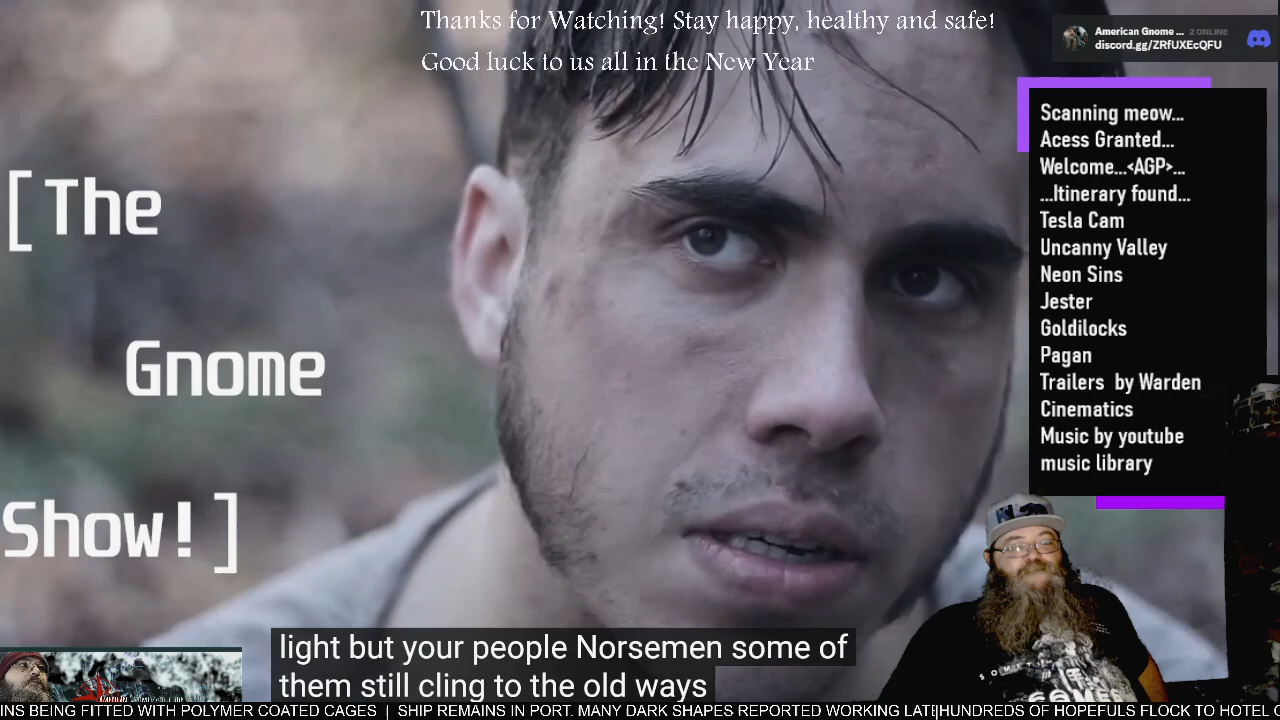 Thanks for Watching! Stay happy, healthy and safe!
Good luck to us all in the New Year
American Gnome ... 2 ONLINE
discord.gg/ZRfUXEcQFU
Scanning meow...
Acess Granted...
Welcome...<AGP>...
...Itinerary found...
Tesla Cam
Uncanny Valley
Neon Sins
Jester
Goldilocks
Pagan
Trailers by Warden
Cinematics
Music by youtube
music library
[The
Gnome
Show!]
light but your people Norsemen some of
them still cling to the old ways
INS BEING FITTED WITH POLYMER COATED CAGES | SHIP REMAINS IN PORT. MANY DARK SHAPES REPORTED WORKING LATE|HUNDREDS OF HOPEFULS FLOCK TO HOTEL